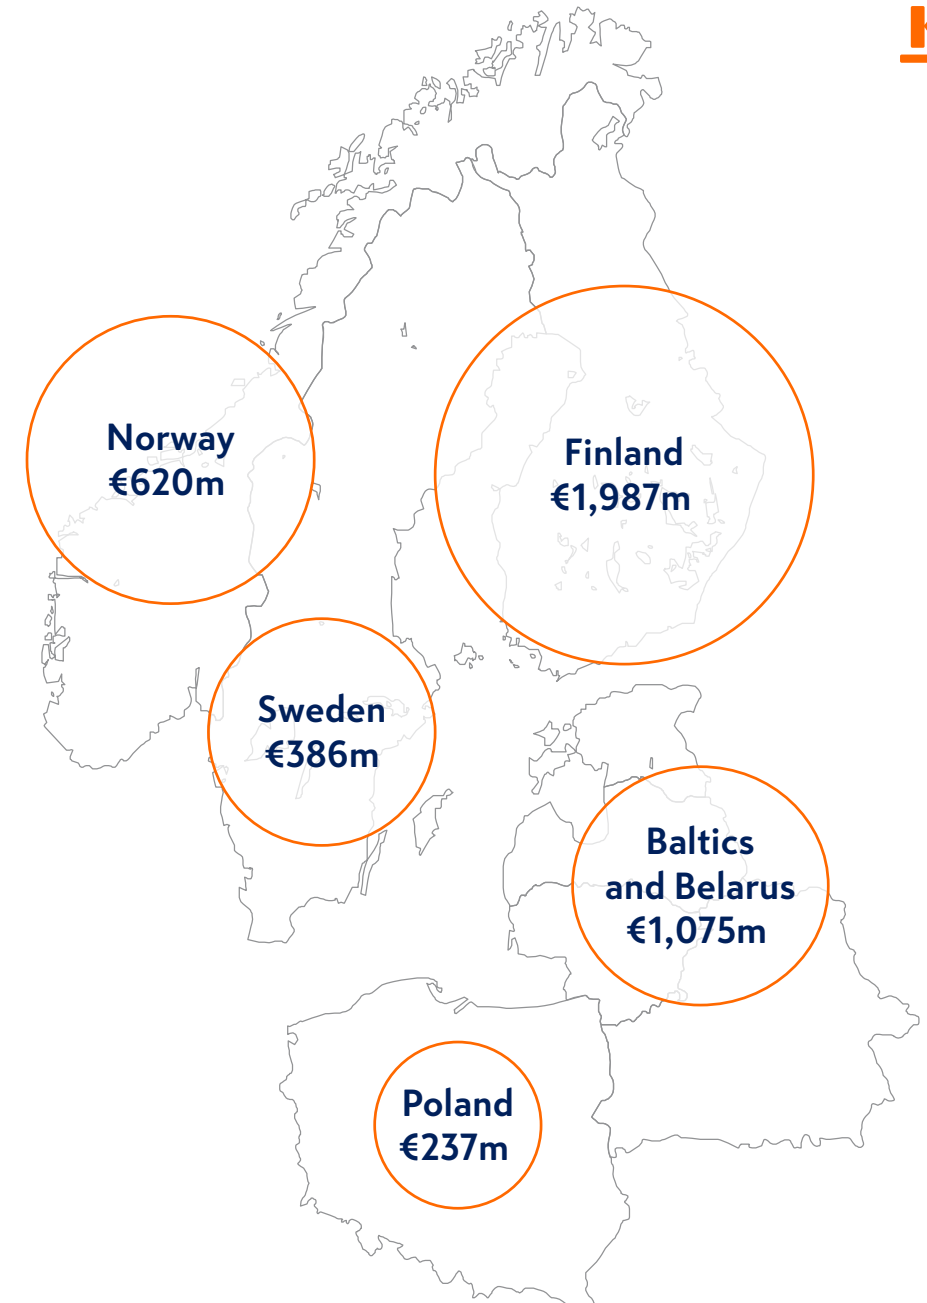 Norway
€620m
Finland
€1,987m
Sweden
€386m
Baltics
and Belarus
€1,075m
Poland
€237m